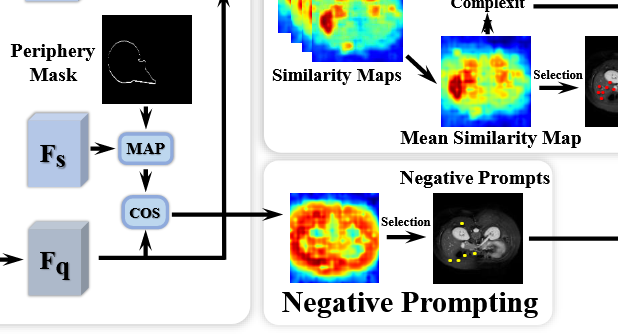 Complexit
Periphery
Mask
Similarity Maps
Selection
Mean Similarity Map
Fs
MAP
COS
Fq
Negative Prompts
Selection
Negative Prompting